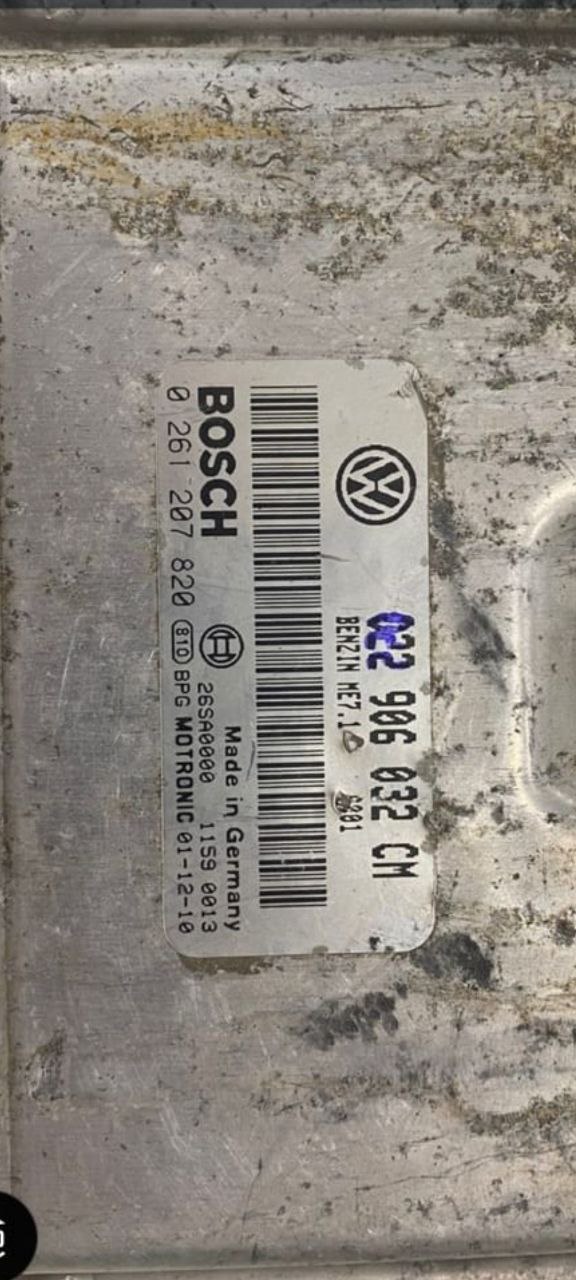 022 906 032 CM
BENZIN ME7.1
BOSCH
Made in Germany
26SA0000 1159 0013
0 261 207 820 810 BPG MOTRONIC 01-12-10